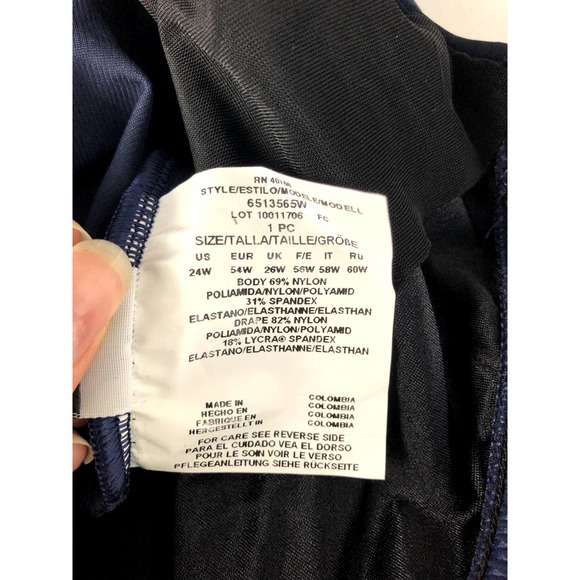 RN
STYLE/ESTILO/MODELE/MODELL
6513565W
LOT 10011706 FC
1 PC
SIZE/TALLA/TAILLE/GRÖBE
US EUR UK F/E IT Ru
24W 54W 26W 56W 58W 60W
BODY 69% NYLON
POLIAMIDA/NYLON/POLYAMID
31% SPANDEX
ELASTANO/ELASTHANNE/ELASTHAN
DRAPE 82% NYLON
POLIAMIDA/NYLON/POLYAMID
18% LYCRA® SPANDEX
ELASTANO/ELASTHANNE/ELASTHAN
MADE IN COLOMBIA
HECHO EN COLOMBIA
FABRIQUE EN COLOMBIA
HERGESTELLT IN COLOMBIA
FOR CARE SEE REVERSE SIDE
PARA EL CUIDADO VEA EL DORSO
POUR LE SOIN VOIR LE VERSO
PFLEGEANLEITUNG SIEHE RÜCKSEITE